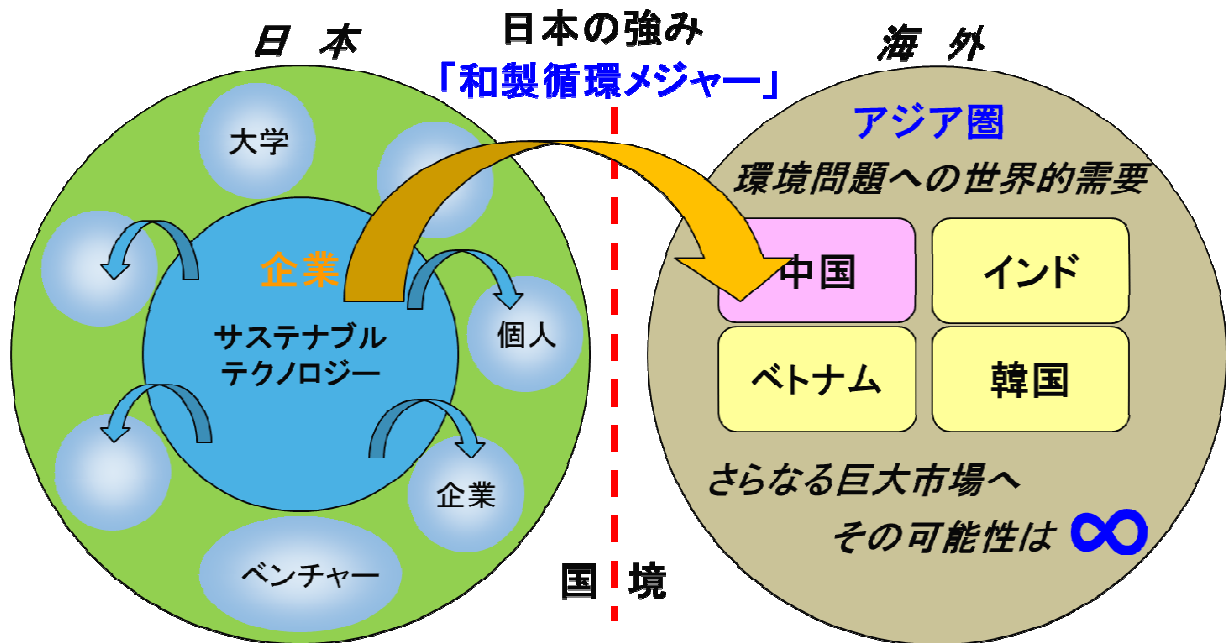 日本の強み
「和製循環メジャー」
日 本
大学
企業
サステナブル
テクノロジー
個人
企業
ベンチャー
国 境
海 外
アジア圏
環境問題への世界的需要
中国
インド
ベトナム
韓国
さらなる巨大市場へ
その可能性は ∞